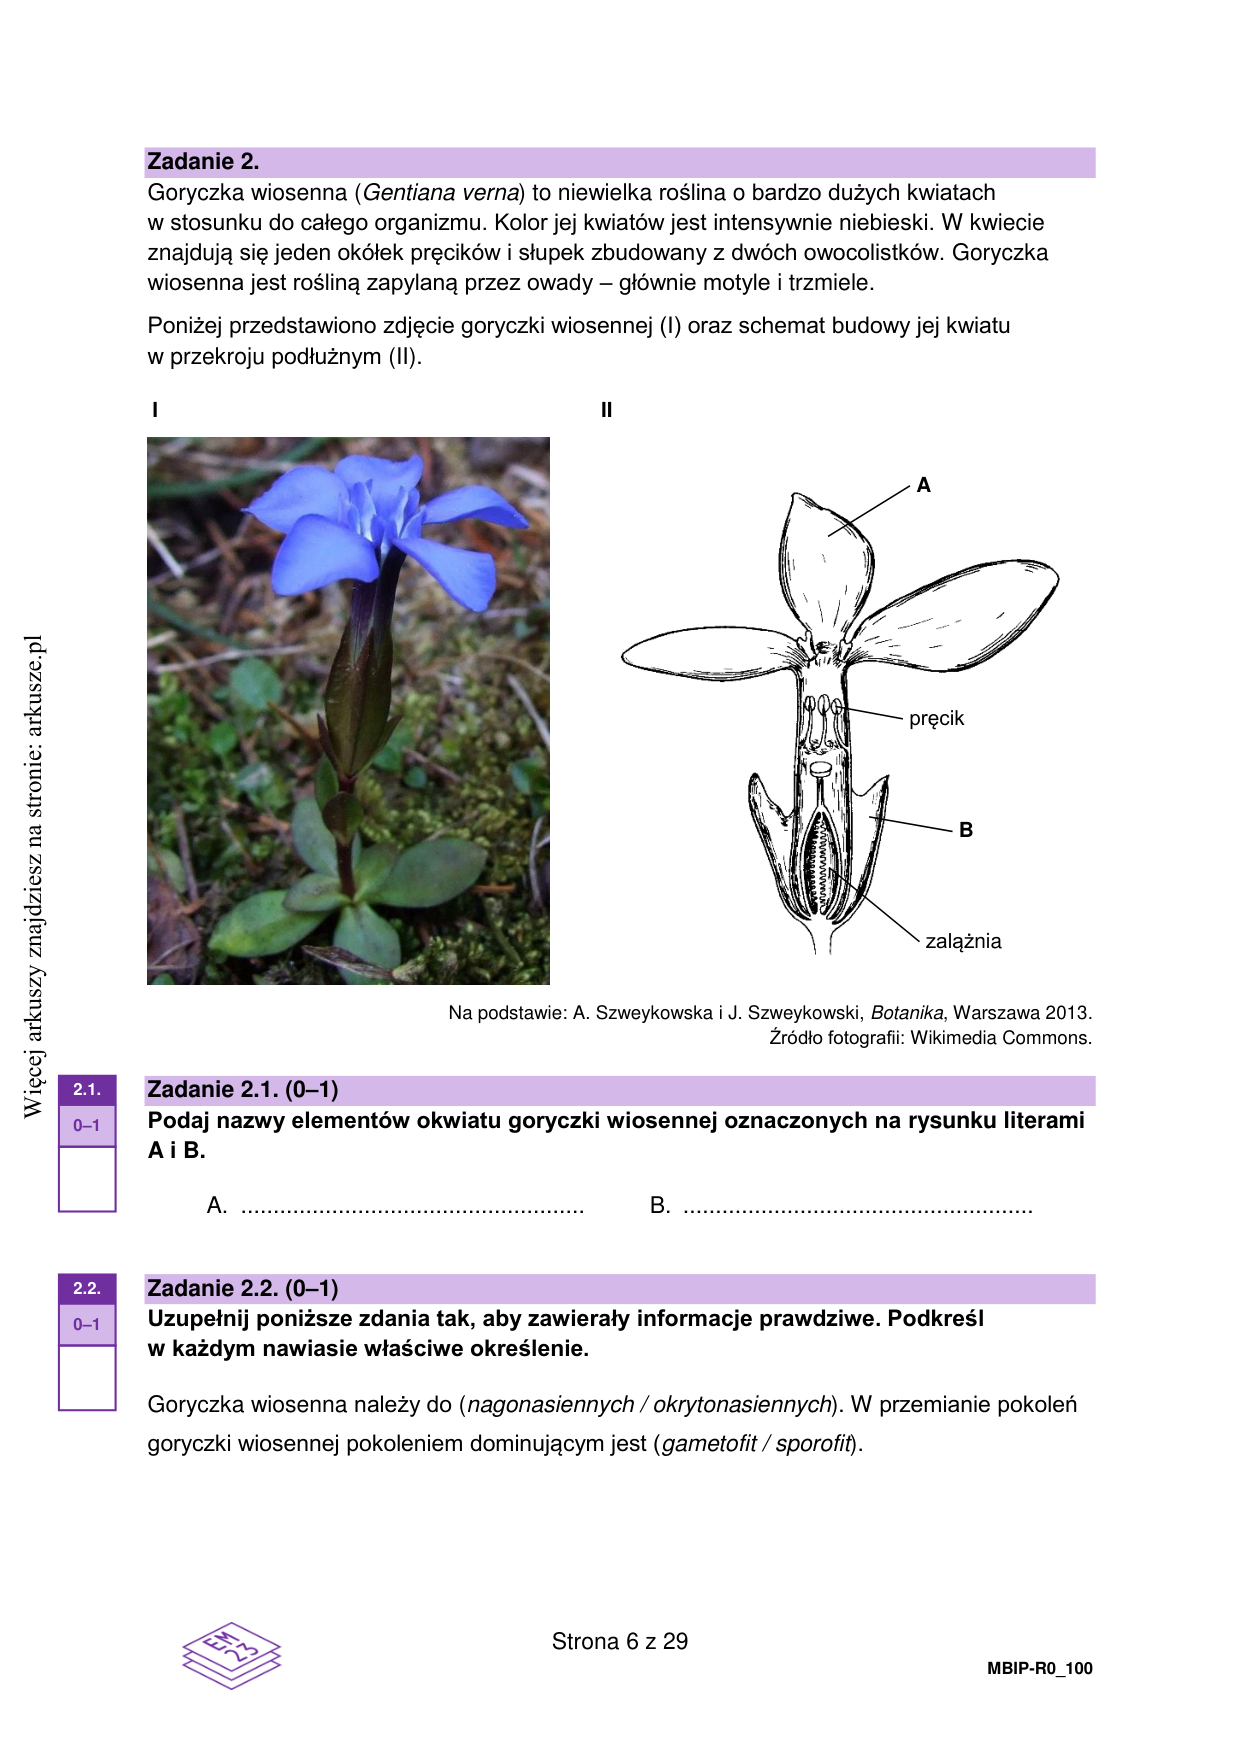 Zadanie 2.
Goryczka wiosenna (Gentiana verna) to niewielka roślina o bardzo dużych kwiatach
w stosunku do całego organizmu. Kolor jej kwiatów jest intensywnie niebieski. W kwiecie
znajdują się jeden okółek pręcików i słupek zbudowany z dwóch owocolistków. Goryczka
wiosenna jest rośliną zapylaną przez owady – głównie motyle i trzmiele.
Poniżej przedstawiono zdjęcie goryczki wiosennej (I) oraz schemat budowy jej kwiatu
w przekroju podłużnym (II).
I
II
A
pręcik
B
zalążnia
Na podstawie: A. Szweykowska i J. Szweykowski, Botanika, Warszawa 2013.
Źródło fotografii: Wikimedia Commons.
Więcej arkuszy znajdziesz na stronie: arkusze.pl
2.1.
0–1
Zadanie 2.1. (0–1)
Podaj nazwy elementów okwiatu goryczki wiosennej oznaczonych na rysunku literami
A i B.
A. ..................................................... B. ......................................................
2.2.
0–1
Zadanie 2.2. (0–1)
Uzupełnij poniższe zdania tak, aby zawierały informacje prawdziwe. Podkreśl
w każdym nawiasie właściwe określenie.
Goryczka wiosenna należy do (nagonasiennych / okrytonasiennych). W przemianie pokoleń
goryczki wiosennej pokoleniem dominującym jest (gametofit / sporofit).
EM
23
Strona 6 z 29
MBIP-R0_100